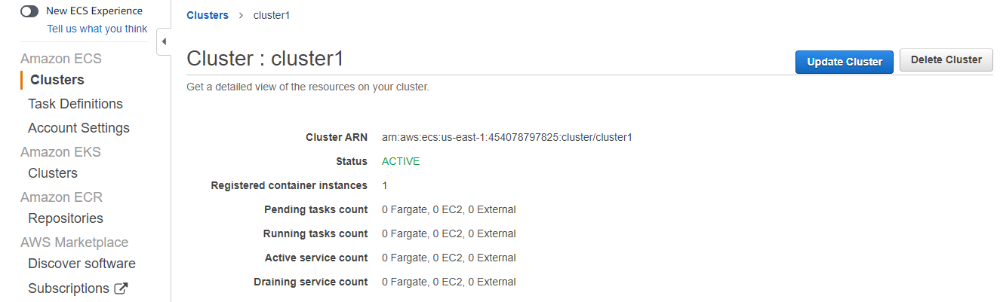 New ECS Experience
Tell us what you think
Amazon ECS
Clusters
Task Definitions
Account Settings
Amazon EKS
Clusters
Amazon ECR
Repositories
AWS Marketplace
Discover software
Subscriptions
Clusters > cluster1
Cluster : cluster1
Update Cluster
Delete Cluster
Get a detailed view of the resources on your cluster.
Cluster ARN arn:aws:ecs:us-east-1:454078797825:cluster/cluster1
Status ACTIVE
Registered container instances 1
Pending tasks count 0 Fargate, 0 EC2, 0 External
Running tasks count 0 Fargate, 0 EC2, 0 External
Active service count 0 Fargate, 0 EC2, 0 External
Draining service count 0 Fargate, 0 EC2, 0 External